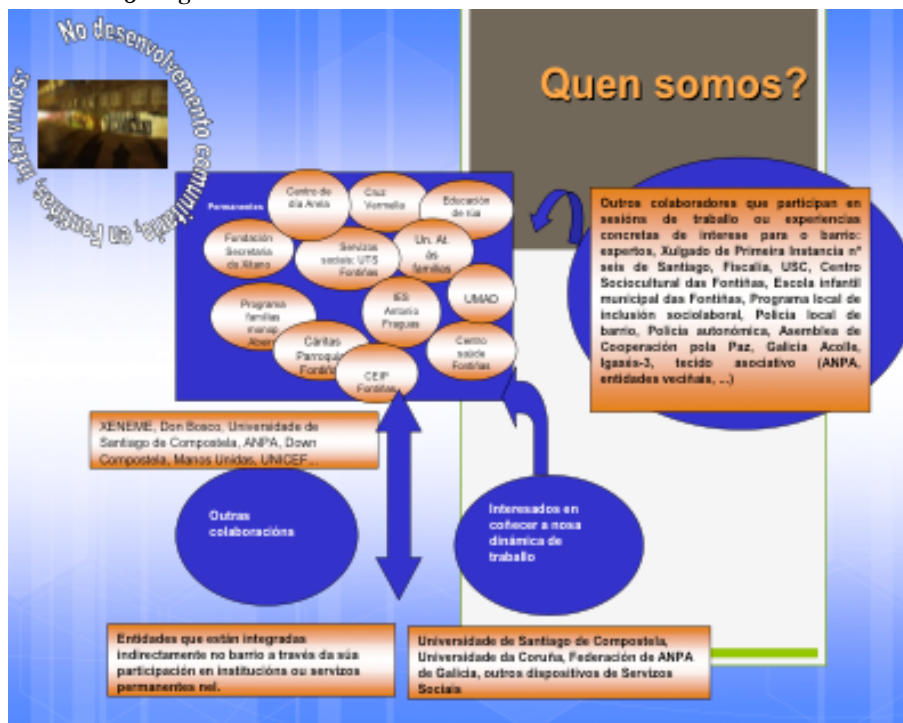 No desenvolvemento comunitario, en Fontiñas, intervimos:
Quen somos?
Permanentes
Centro de
día Arela
Cruz
Vermella
Educación
de rúa
Fundación
Secretaria
do Xitano
Servizos
sociais: UTS
Fontiñas
Un. At.
ás
familias
Programa
familias
monop.
IES
Antonio
Fraguas
UMAD
Cáritas
Parroquia
Fontiñas
CEIP
Fontiñas
Centro
saúde
Fontiñas
Outros colaboradores que participan en
sesións de traballo ou experiencias
concretas de interese para o barrio:
expertos, Xulgado de Primeira Instancia nº
seis de Santiago, Fiscalía, USC, Centro
Sociocultural das Fontiñas, Escola infantil
municipal das Fontiñas, Programa local de
inclusión sociolaboral, Policía local de
barrio, Policía autonómica, Asemblea de
Cooperación pola Paz, Galicia Acolle,
Igaxés-3, tecido asociativo (ANPA,
entidades veciñais, ...)
XENEME, Don Bosco, Universidade de
Santiago de Compostela, ANPA, Down
Compostela, Manos Unidas, UNICEF...
Outras
colaboracións
Interesados en
coñecer a nosa
dinámica de
traballo
Entidades que están integradas
indirectamente no barrio a través da súa
participación en institucións ou servizos
permanentes nel.
Universidade de Santiago de Compostela,
Universidade da Coruña, Federación de ANPA
de Galicia, outros dispositivos de Servizos
Sociais